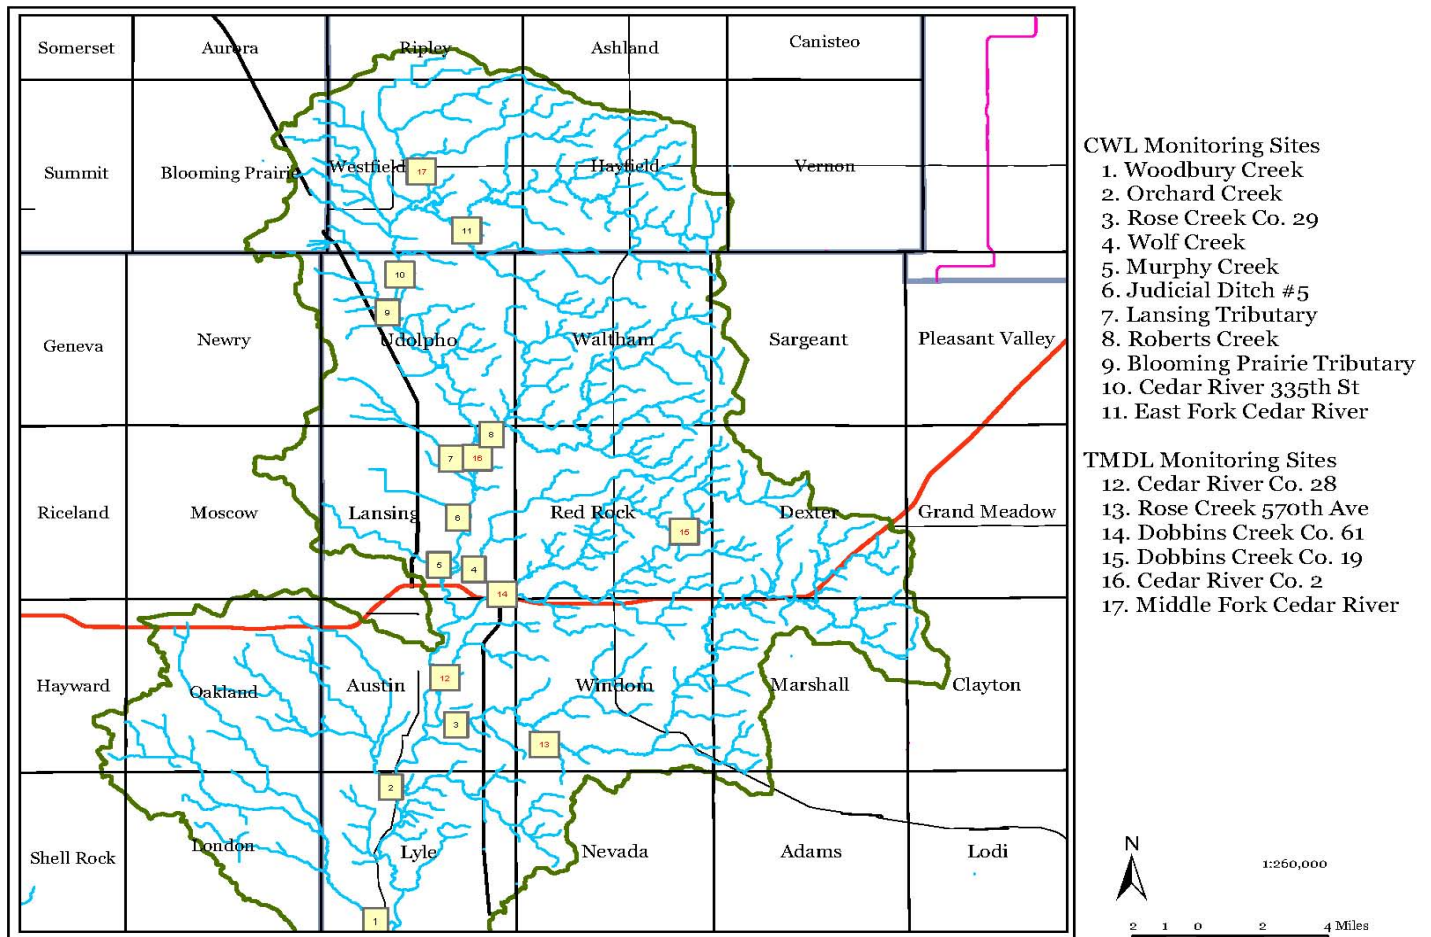 Somerset Aurora Ripley Ashland Canisteo
Summit Blooming Prairie Westfield 17 Hayfield Vernon
11
10
9
Geneva Newry Udolpho Waltham Sargeant Pleasant Valley
8
7 16
Riceland Moscow Lansing 6 Red Rock 15 Dexter Grand Meadow
5 4
14
Hayward Oakland Austin 12 Windom Marshall Clayton
3
13
2
Shell Rock London Lyle Nevada Adams Lodi
1
CWL Monitoring Sites
1. Woodbury Creek
2. Orchard Creek
3. Rose Creek Co. 29
4. Wolf Creek
5. Murphy Creek
6. Judicial Ditch #5
7. Lansing Tributary
8. Roberts Creek
9. Blooming Prairie Tributary
10. Cedar River 335th St
11. East Fork Cedar River
TMDL Monitoring Sites
12. Cedar River Co. 28
13. Rose Creek 570th Ave
14. Dobbins Creek Co. 61
15. Dobbins Creek Co. 19
16. Cedar River Co. 2
17. Middle Fork Cedar River
N
1:260,000
2 1 0 2 4 Miles